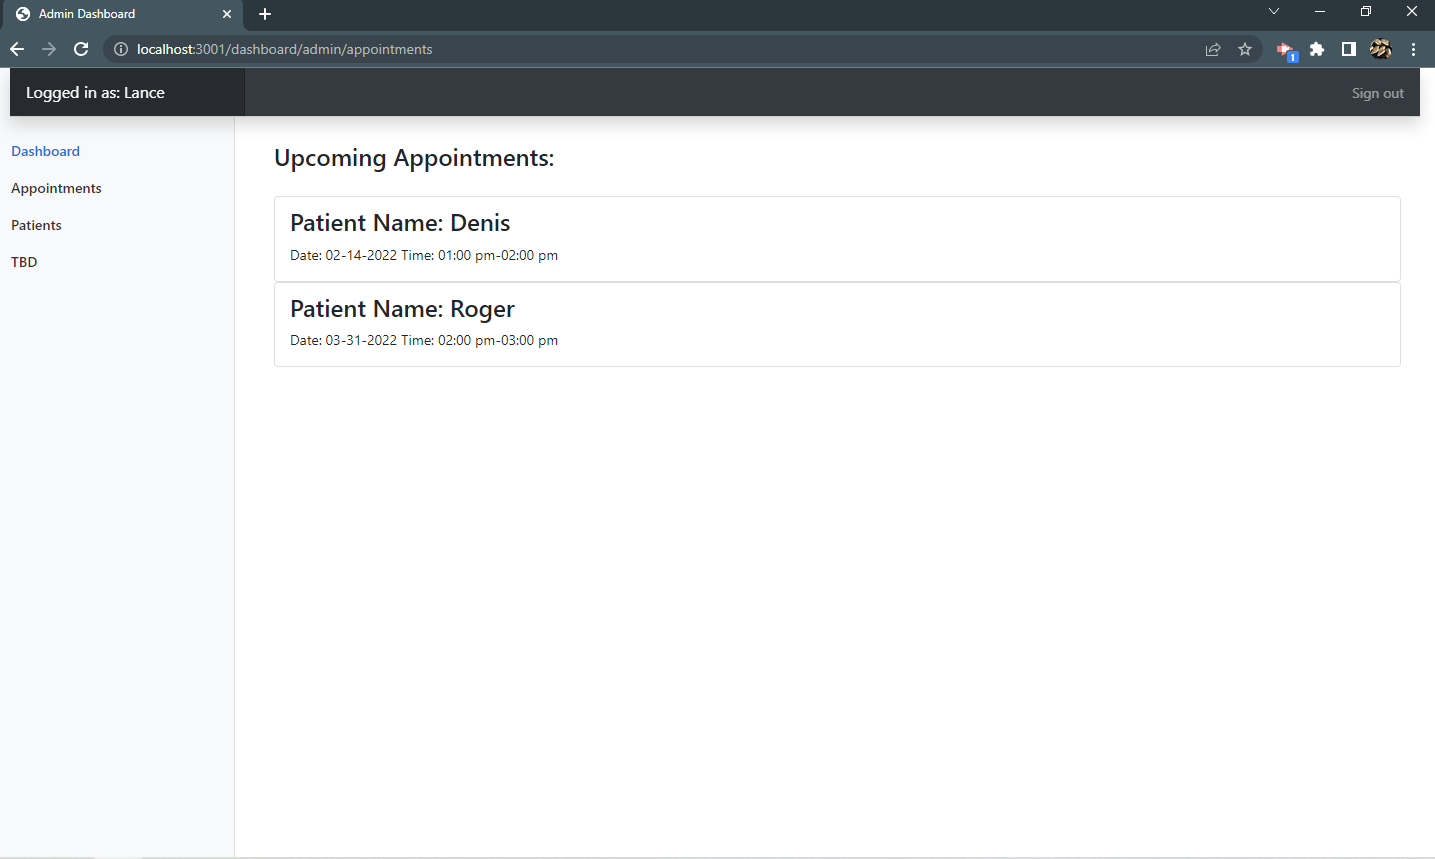 Admin Dashboard
localhost:3001/dashboard/admin/appointments
1
Logged in as: Lance
Sign out
Dashboard
Appointments
Patients
TBD
Upcoming Appointments:
Patient Name: Denis
Date: 02-14-2022 Time: 01:00 pm-02:00 pm
Patient Name: Roger
Date: 03-31-2022 Time: 02:00 pm-03:00 pm